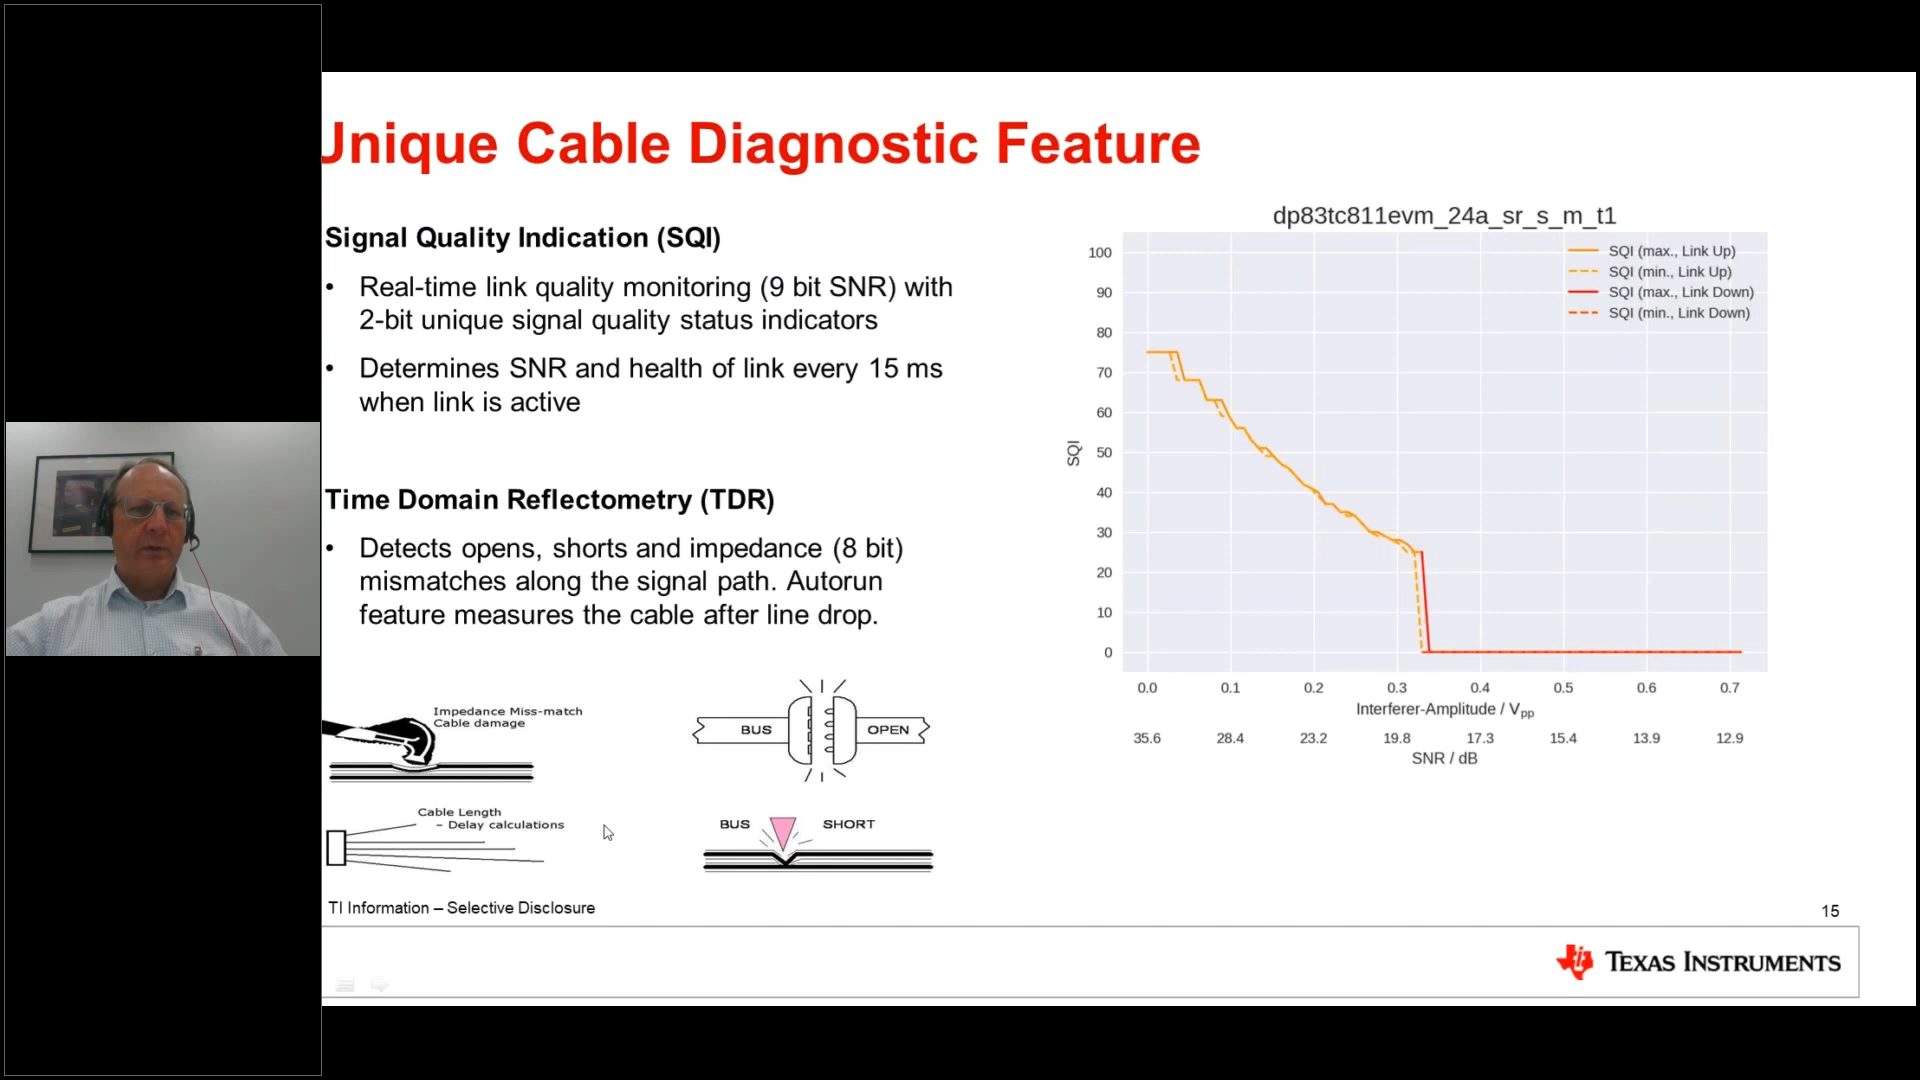 Unique Cable Diagnostic Feature
Signal Quality Indication (SQI)
• Real-time link quality monitoring (9 bit SNR) with
2-bit unique signal quality status indicators
• Determines SNR and health of link every 15 ms
when link is active
Time Domain Reflectometry (TDR)
• Detects opens, shorts and impedance (8 bit)
mismatches along the signal path. Autorun
feature measures the cable after line drop.
Impedance Miss-match
Cable damage
BUS OPEN
Cable Length
– Delay calculations
BUS SHORT
dp83tc811evm_24a_sr_s_m_t1
SQI (max., Link Up)
SQI (min., Link Up)
SQI (max., Link Down)
SQI (min., Link Down)
SQI
100
90
80
70
60
50
40
30
20
10
0
0.0 0.1 0.2 0.3 0.4 0.5 0.6 0.7
Interferer-Amplitude / Vpp
35.6 28.4 23.2 19.8 17.3 15.4 13.9 12.9
SNR / dB
TI Information – Selective Disclosure
15
TEXAS INSTRUMENTS